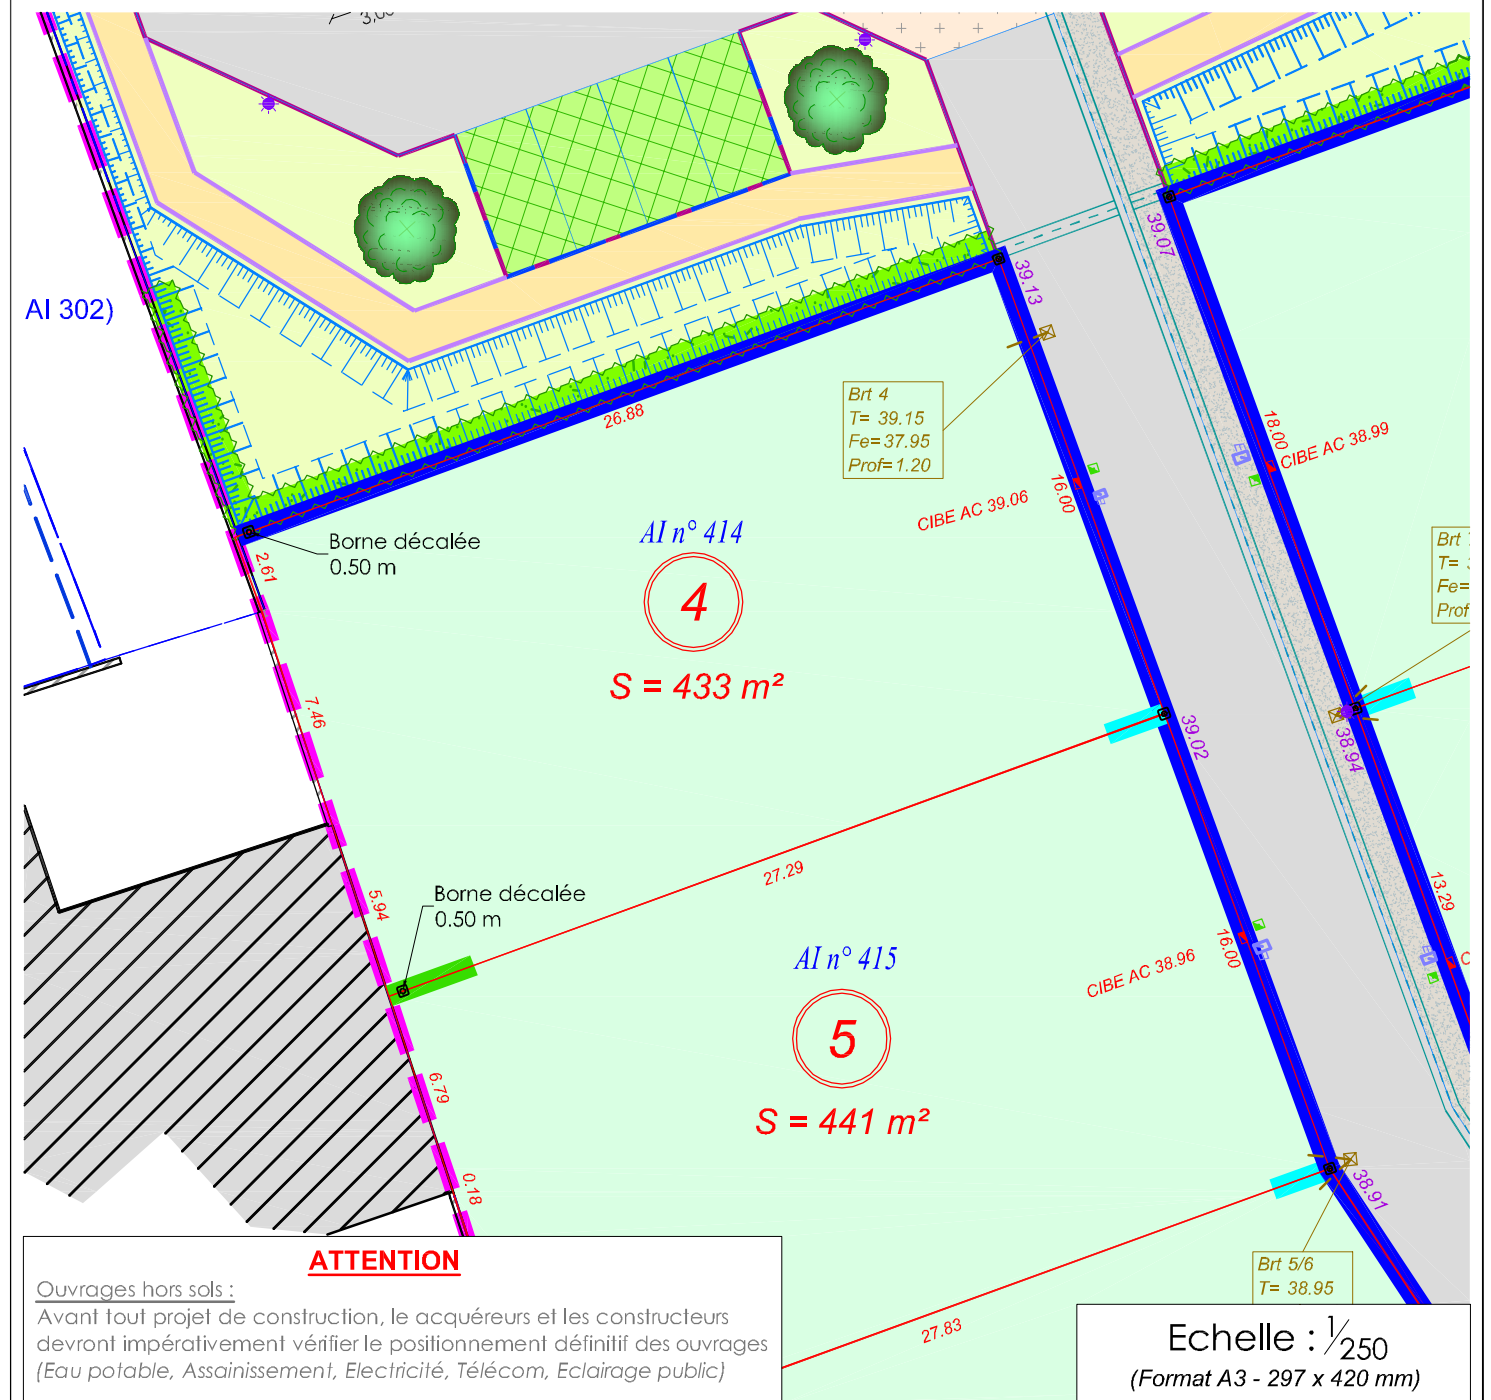 3,00
AI 302)
39.07
39.13
Brt 4
T= 39.15
Fe= 37.95
Prof= 1.20
26.88
18.00
CIBE AC 38.99
16.00
CIBE AC 39.06
Borne décalée
0.50 m
2.61
AI n° 414
4
S = 433 m²
Brt
T=
Fe=
Prof
7.46
39.02
38.94
27.29
5.94
Borne décalée
0.50 m
13.29
16.00
CIBE AC 38.96
C
AI n° 415
5
S = 441 m²
6.79
0.18
38.91
Brt 5/6
T= 38.95
27.83
ATTENTION
Ouvrages hors sols :
Avant tout projet de construction, le acquéreurs et les constructeurs
devront impérativement vérifier le positionnement définitif des ouvrages
(Eau potable, Assainissement, Electricité, Télécom, Eclairage public)
Echelle : 1/250
(Format A3 - 297 x 420 mm)